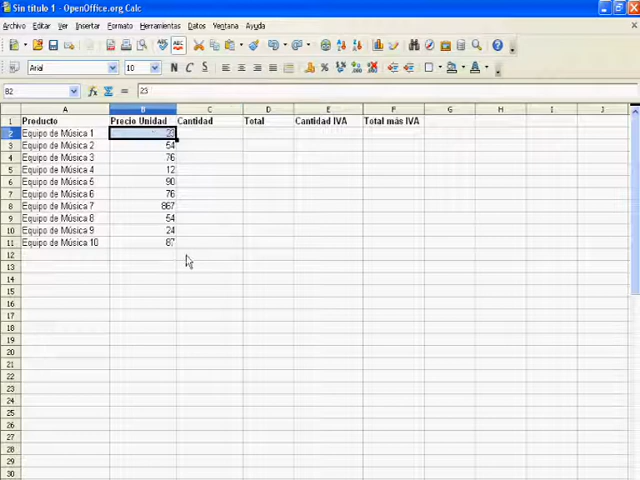 Sin título 1 - OpenOffice.org Calc
Archivo Editar Ver Insertar Formato Herramientas Datos Ventana Ayuda
Arial 10 N C S
B2 = 23
A B C D E F G H I J
1 Producto Precio Unidad Cantidad Total Cantidad IVA Total más IVA
2 Equipo de Música 1 23
3 Equipo de Música 2 54
4 Equipo de Música 3 76
5 Equipo de Música 4 12
6 Equipo de Música 5 90
7 Equipo de Música 6 76
8 Equipo de Música 7 867
9 Equipo de Música 8 54
10 Equipo de Música 9 24
11 Equipo de Música 10 87
12
13
14
15
16
17
18
19
20
21
22
23
24
25
26
27
28
29
30